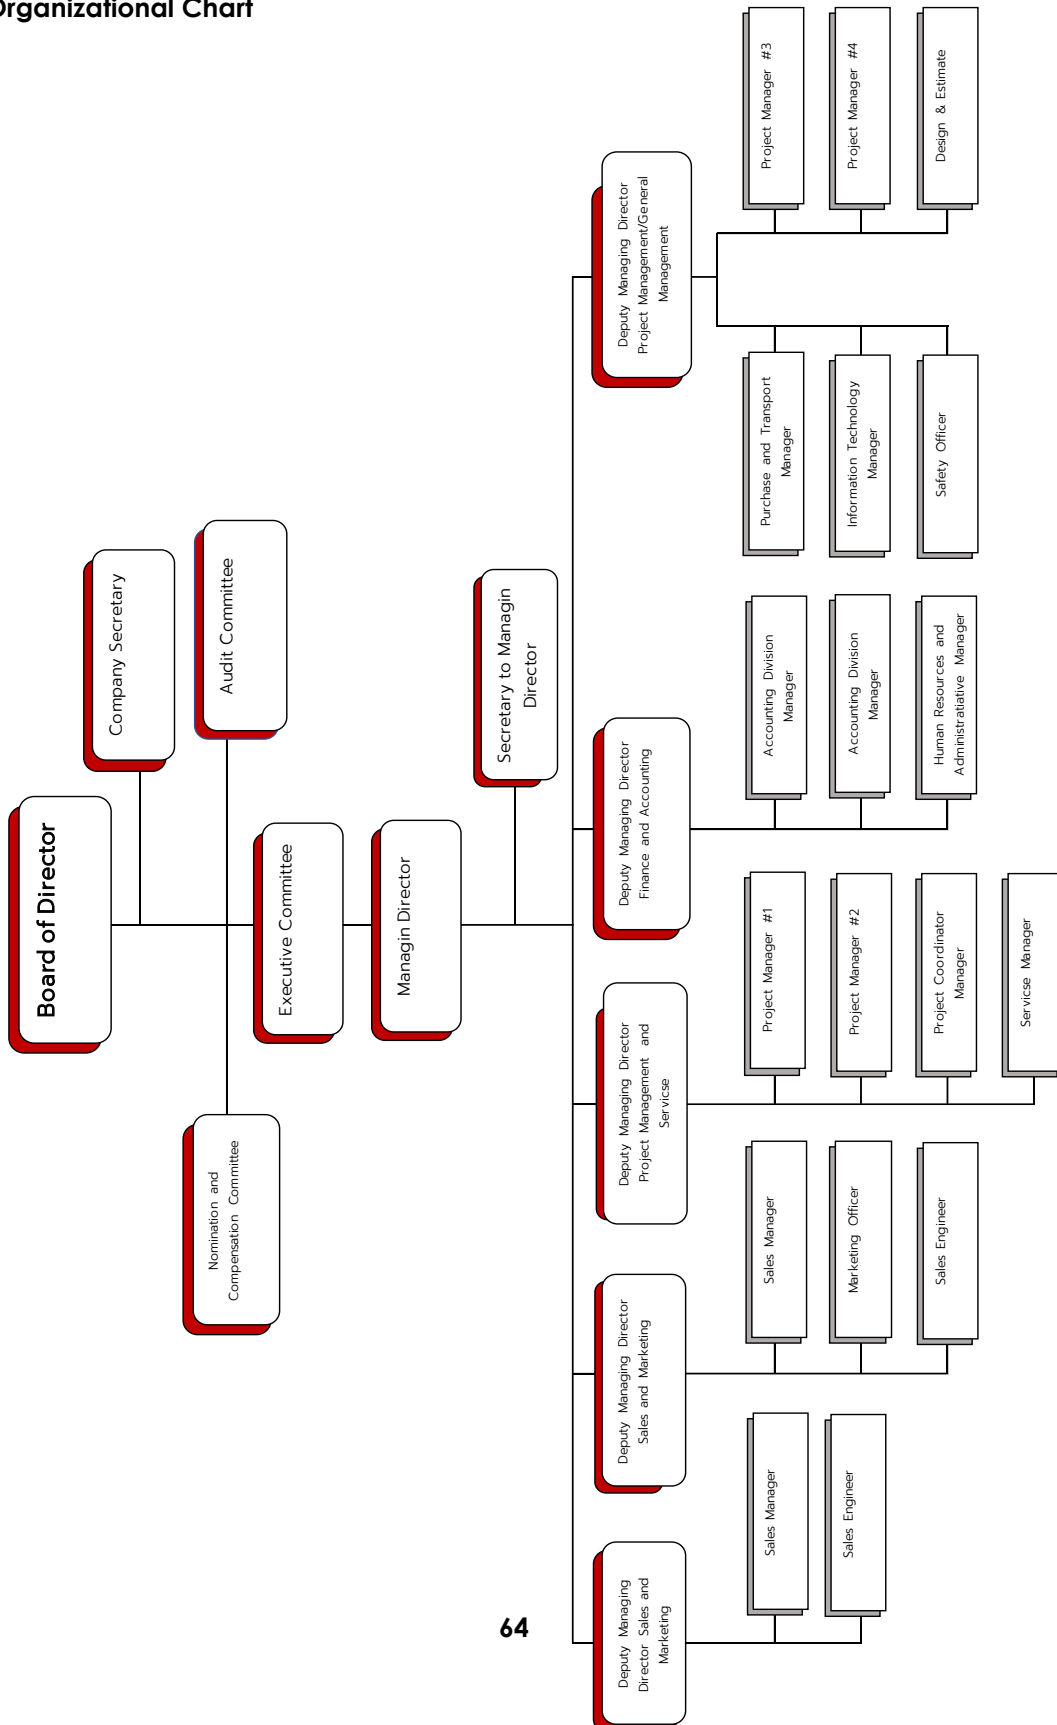 Organizational Chart
Board of Director
Company Secretary
Audit Committee
Nomination and
Compensation Committee
Executive Committee
Managin Director
Secretary to Managin
Director
Deputy Managing
Director Sales and
Marketing
Sales Manager
Sales Engineer
Deputy Managing Director
Sales and Marketing
Sales Manager
Marketing Officer
Sales Engineer
Deputy Managing Director
Project Management and
Servicse
Project Manager #1
Project Manager #2
Project Coordinator
Manager
Servicse Manager
Deputy Managing Director
Finance and Accounting
Accounting Division
Manager
Accounting Division
Manager
Human Resources and
Administratiative Manager
Deputy Managing Director
Project Management/General
Management
Purchase and Transport
Manager
Information Technology
Manager
Safety Officer
Project Manager #3
Project Manager #4
Design & Estimate
64